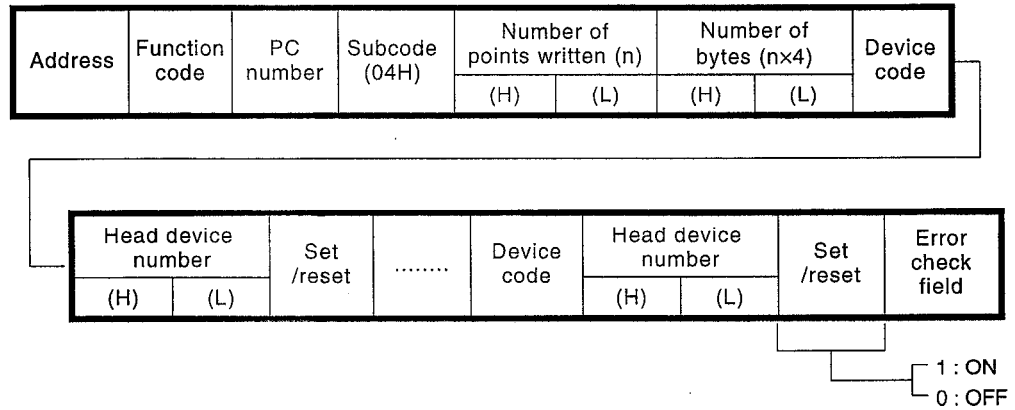 Address
Function
code
PC
number
Subcode
(04H)
Number of
points written (n)
(H) (L)
Number of
bytes (n×4)
(H) (L)
Device
code
Head device
number
(H) (L)
Set
/reset
........
Device
code
Head device
number
(H) (L)
Set
/reset
Error
check
field
1 : ON
0 : OFF